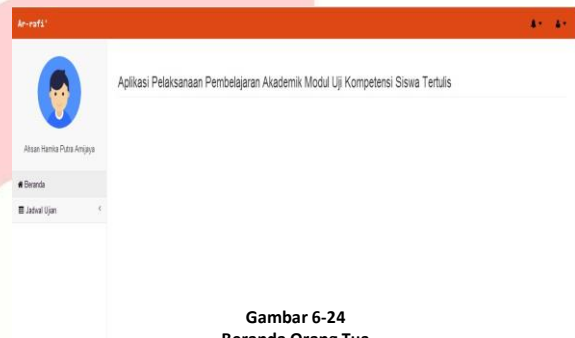 Ar-rafi'
Aplikasi Pelaksanaan Pembelajaran Akademik Modul Uji Kompetensi Siswa Tertulis
Ahsan Hamka Putra Amijaya
Beranda
Jadwal Ujian
Gambar 6-24
Beranda Orang Tua